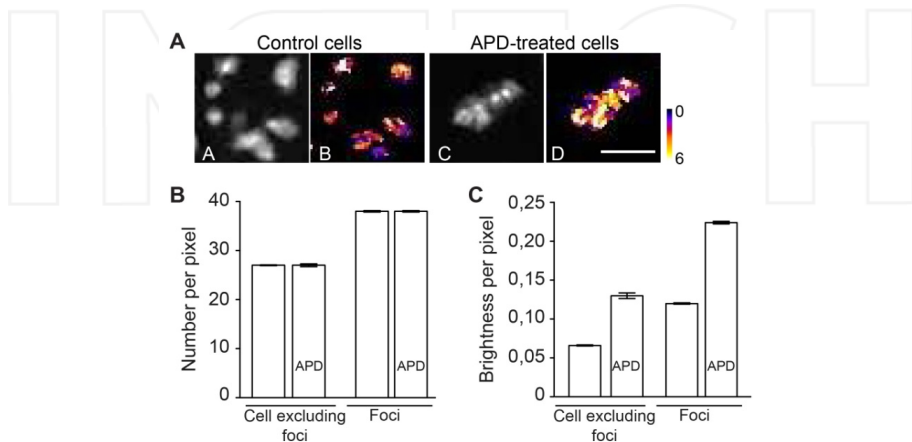 INTECH
A
Control cells
APD-treated cells
A
B
C
D
0
6
B
Number per pixel
40
30
20
10
0
APD
APD
Cell excluding
foci
Foci
C
Brightness per pixel
0,25
0,20
0,15
0,10
0,05
0
APD
APD
Cell excluding
foci
Foci